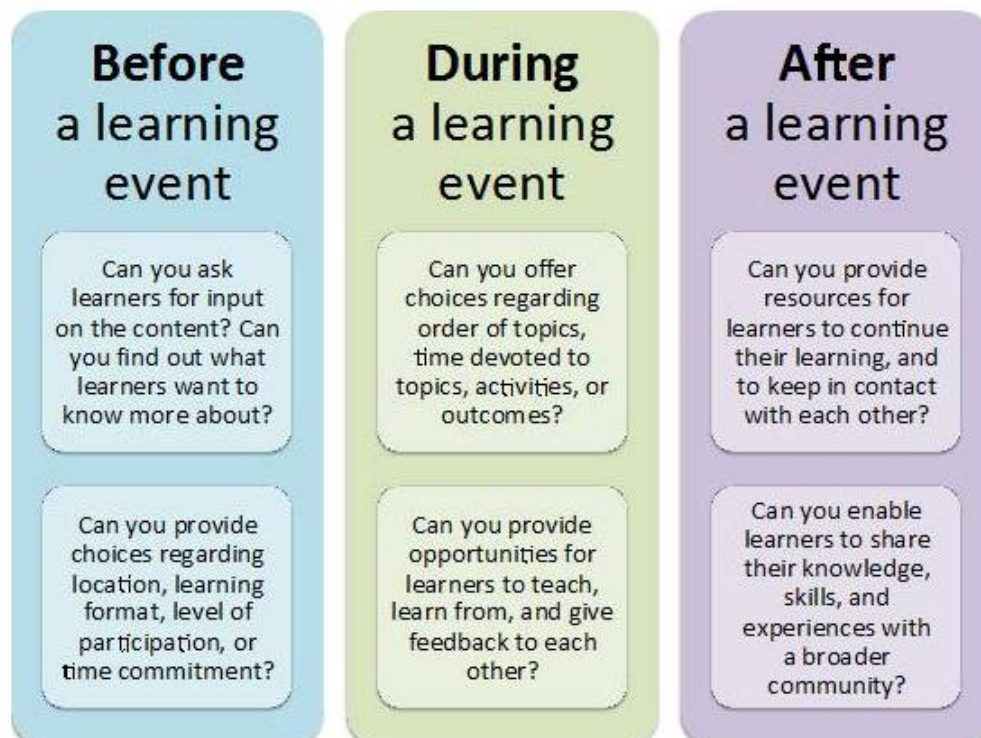 Before
a learning
event
Can you ask
learners for input
on the content? Can
you find out what
learners want to
know more about?
Can you provide
choices regarding
location, learning
format, level of
participation, or
time commitment?
During
a learning
event
Can you offer
choices regarding
order of topics,
time devoted to
topics, activities, or
outcomes?
Can you provide
opportunities for
learners to teach,
learn from, and give
feedback to each
other?
After
a learning
event
Can you provide
resources for
learners to continue
their learning, and
to keep in contact
with each other?
Can you enable
learners to share
their knowledge,
skills, and
experiences with
a broader
community?